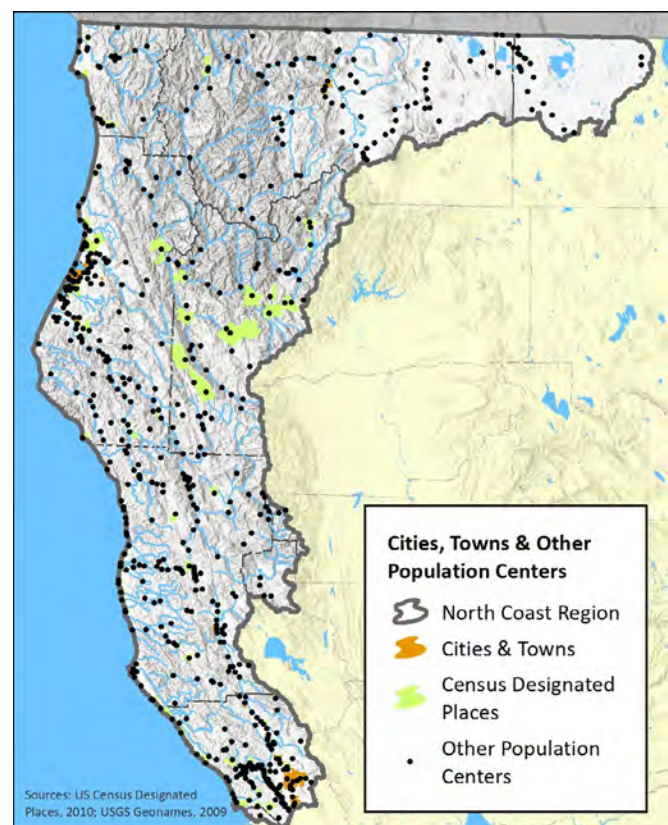 Cities, Towns & Other
Population Centers
North Coast Region
Cities & Towns
Census Designated
Places
Other Population
Centers
Sources: US Census Designated
Places, 2010; USGS Geonames, 2009